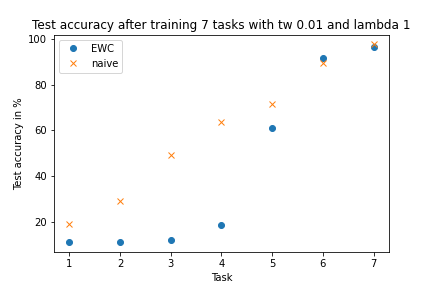 Test accuracy after training 7 tasks with tw 0.01 and lambda 1
EWC
naive
Test accuracy in %
100
80
60
40
20
1 2 3 4 5 6 7
Task